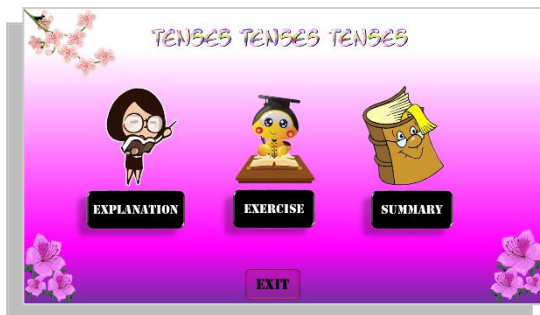 TENSES TENSES TENSES
EXPLANATION
EXERCISE
SUMMARY
EXIT